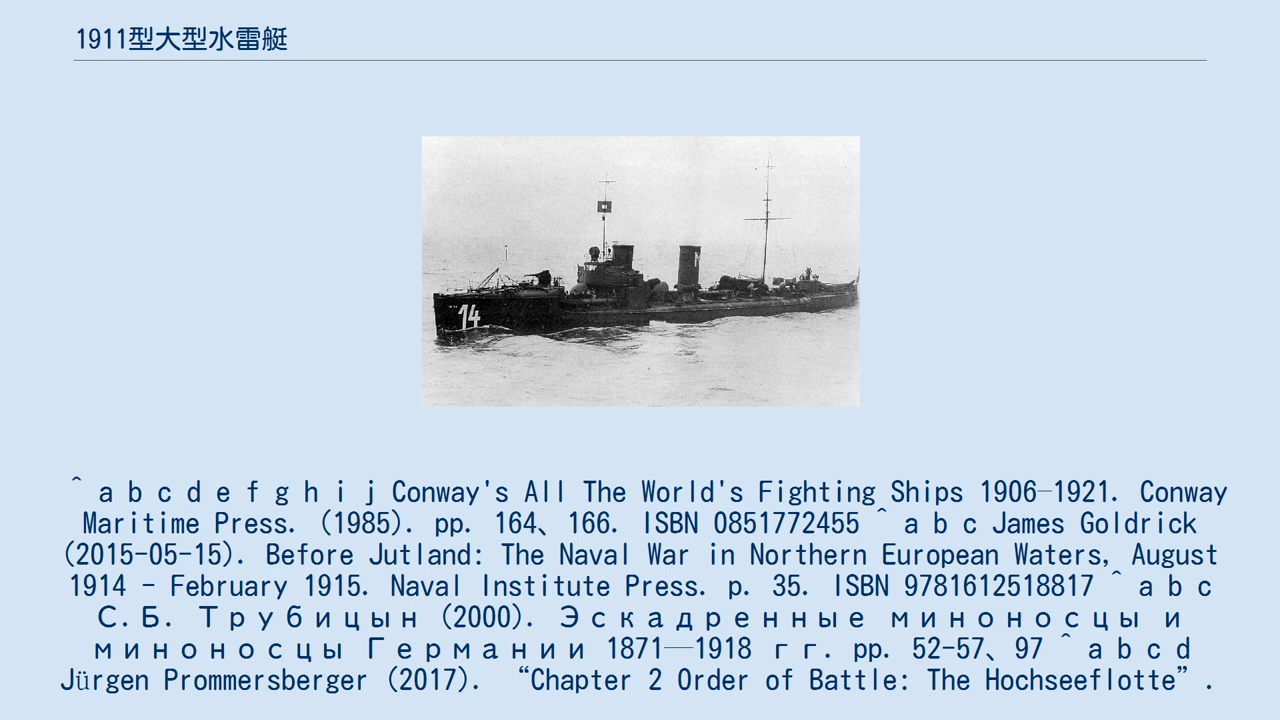 1911型大型水雷艇
14
^ a b c d e f g h i j Conway's All The World's Fighting Ships 1906–1921. Conway
Maritime Press. (1985). pp. 164、166. ISBN 0851772455 ^ a b c James Goldrick
(2015-05-15). Before Jutland: The Naval War in Northern European Waters, August
1914 - February 1915. Naval Institute Press. p. 35. ISBN 9781612518817 ^ a b c
С.Б. Трубицын (2000). Эскадренные миноносцы и
миноносцы Германии 1871—1918 гг. pp. 52-57、97 ^ a b c d
Jürgen Prommersberger (2017). “Chapter 2 Order of Battle: The Hochseeflotte”.